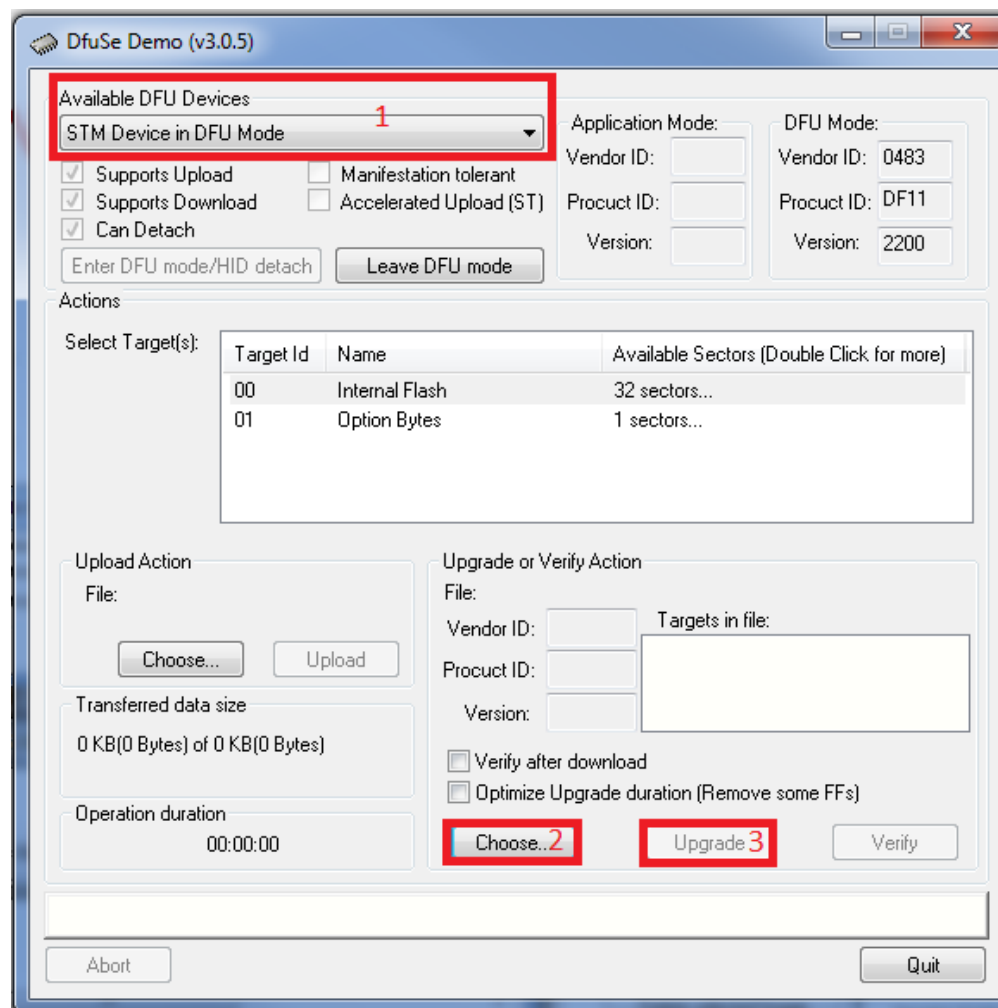 DfuSe Demo (v3.0.5)
Available DFU Devices
1
STM Device in DFU Mode
Supports Upload
Manifestation tolerant
Supports Download
Accelerated Upload (ST)
Can Detach
Enter DFU mode/HID detach
Leave DFU mode
Application Mode:
Vendor ID:
Procuct ID:
Version:
DFU Mode:
Vendor ID: 0483
Procuct ID: DF11
Version: 2200
Actions
Select Target(s):
Target Id Name Available Sectors (Double Click for more)
00 Internal Flash 32 sectors...
01 Option Bytes 1 sectors...
Upload Action
File:
Choose... Upload
Transferred data size
0 KB(0 Bytes) of 0 KB(0 Bytes)
Operation duration
00:00:00
Upgrade or Verify Action
File:
Vendor ID:
Procuct ID:
Version:
Targets in file:
Verify after download
Optimize Upgrade duration (Remove some FFs)
Choose.. 2 Upgrade 3 Verify
Abort Quit